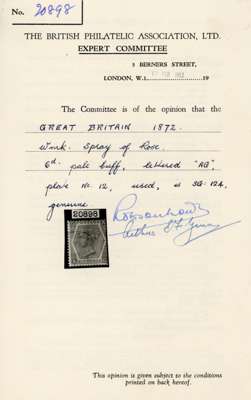 No. 20898
THE BRITISH PHILATELIC ASSOCIATION, LTD.
EXPERT COMMITTEE
3 BERNERS STREET,
LONDON, W.1 19
The Committee is of the opinion that the
GREAT BRITAIN 1872.
Wmk. Spray of Rose.
6d. pale buff, lettered "AG",
plate No. 12, used, is SG. 124,
genuine.
20898
This opinion is given subject to the conditions
printed on back hereof.